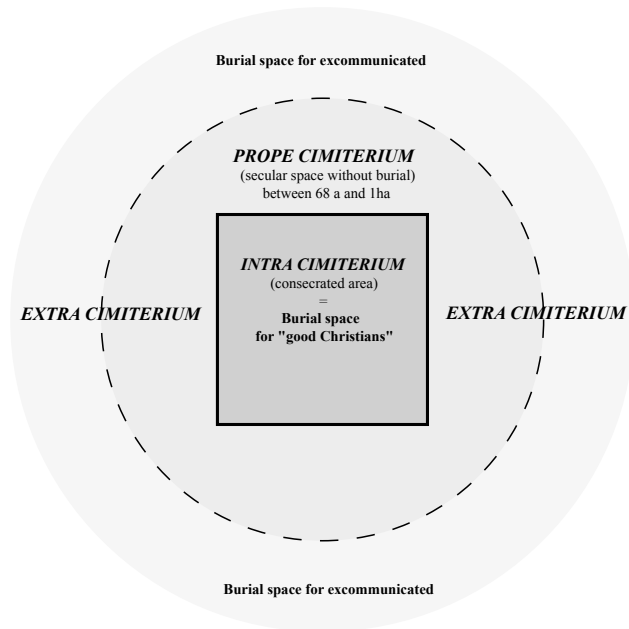 Burial space for excommunicated
PROPE CIMITERIUM
(secular space without burial)
between 68 a and 1ha
INTRA CIMITERIUM
(consecrated area)
=
Burial space
for "good Christians"
EXTRA CIMITERIUM
EXTRA CIMITERIUM
Burial space for excommunicated